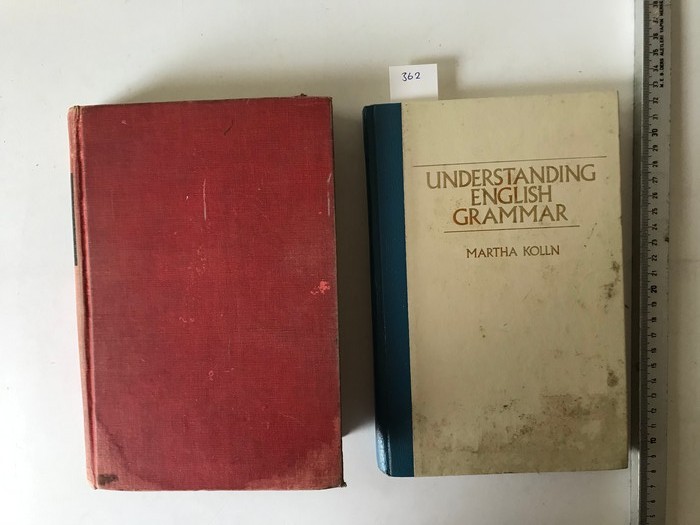 362
UNDERSTANDING
ENGLISH
GRAMMAR
MARTHA KOLLN